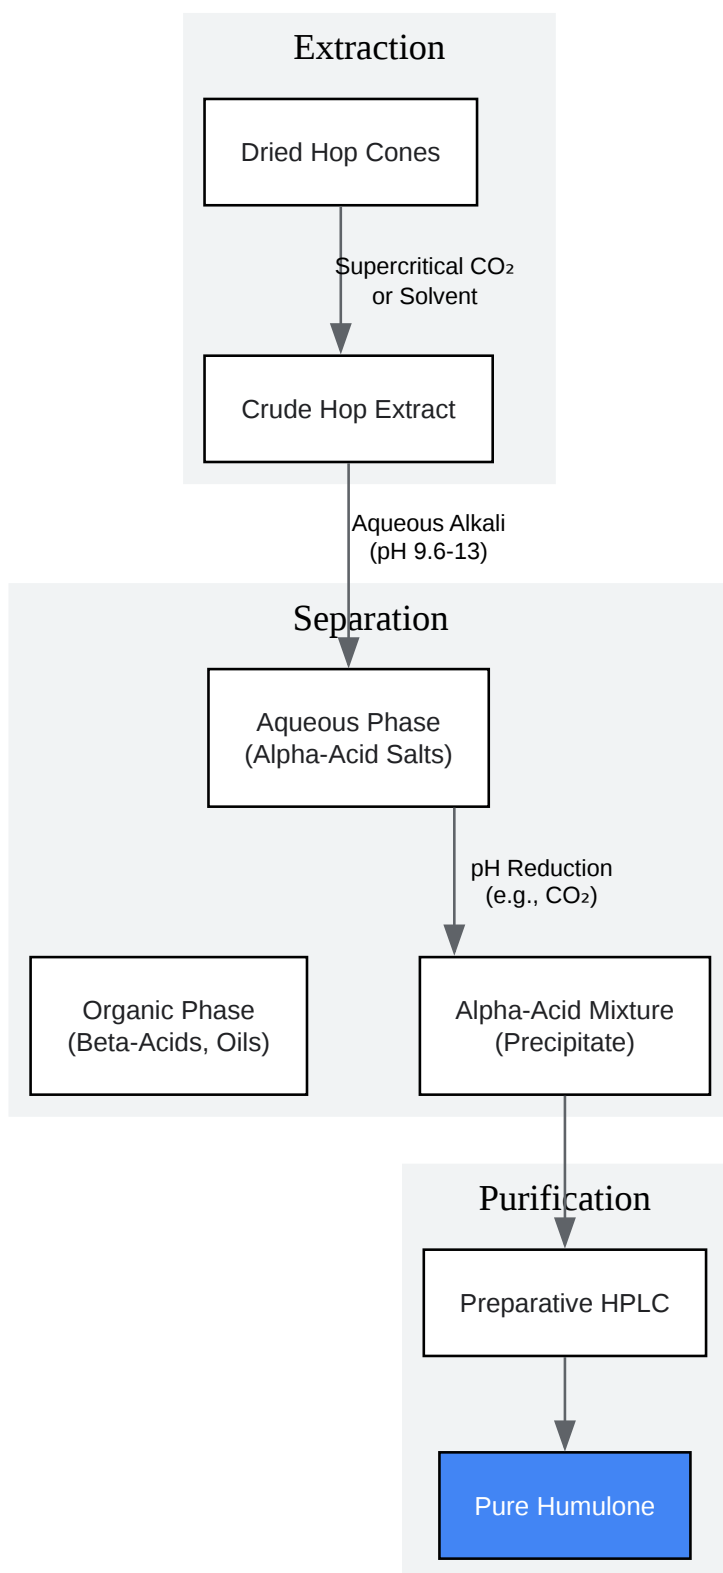 Extraction
Dried Hop Cones
Supercritical CO₂
or Solvent
Crude Hop Extract
Aqueous Alkali
(pH 9.6-13)
Separation
Aqueous Phase
(Alpha-Acid Salts)
pH Reduction
(e.g., CO₂)
Organic Phase
(Beta-Acids, Oils)
Alpha-Acid Mixture
(Precipitate)
Purification
Preparative HPLC
Pure Humulone